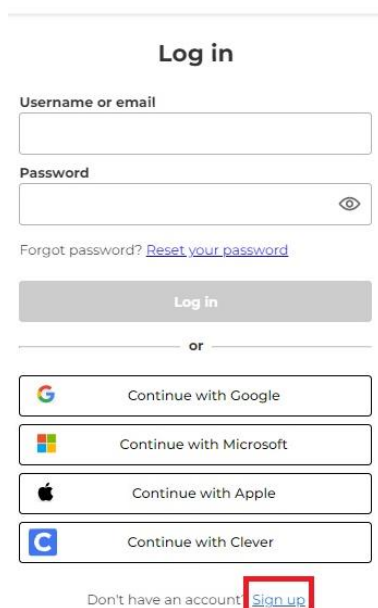 Log in
Username or email
Password
Forgot password? Reset your password
Log in
or
Continue with Google
Continue with Microsoft
Continue with Apple
Continue with Clever
Don't have an account? Sign up